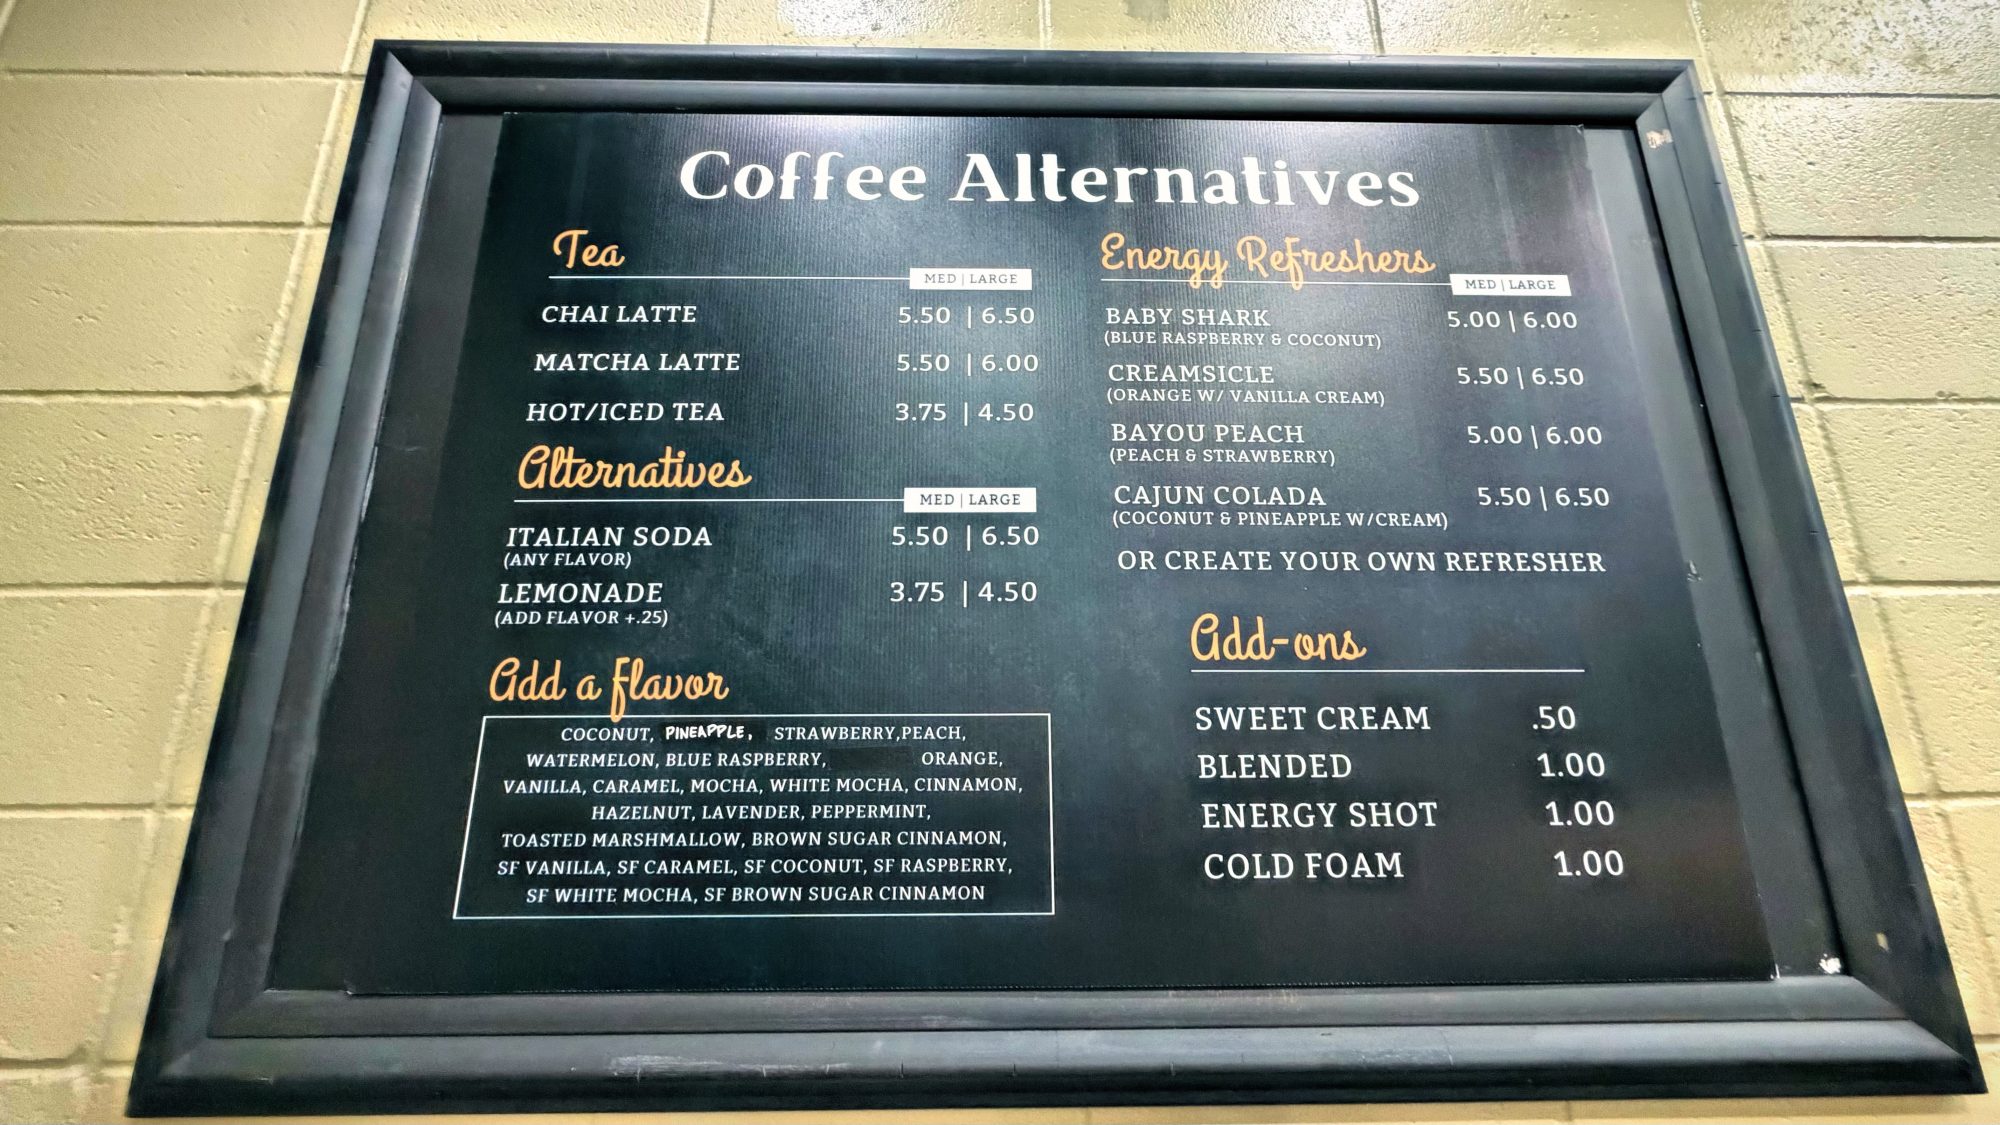 Coffee Alternatives
Tea
MED | LARGE
CHAI LATTE 5.50 | 6.50
MATCHA LATTE 5.50 | 6.00
HOT/ICED TEA 3.75 | 4.50
Alternatives
MED | LARGE
ITALIAN SODA 5.50 | 6.50
(ANY FLAVOR)
LEMONADE 3.75 | 4.50
(ADD FLAVOR +.25)
Add a flavor
COCONUT, PINEAPPLE, STRAWBERRY,PEACH,
WATERMELON, BLUE RASPBERRY, ORANGE,
VANILLA, CARAMEL, MOCHA, WHITE MOCHA, CINNAMON,
HAZELNUT, LAVENDER, PEPPERMINT,
TOASTED MARSHMALLOW, BROWN SUGAR CINNAMON,
SF VANILLA, SF CARAMEL, SF COCONUT, SF RASPBERRY,
SF WHITE MOCHA, SF BROWN SUGAR CINNAMON
Energy Refreshers
MED | LARGE
BABY SHARK 5.00 | 6.00
(BLUE RASPBERRY & COCONUT)
CREAMSICLE 5.50 | 6.50
(ORANGE W/ VANILLA CREAM)
BAYOU PEACH 5.00 | 6.00
(PEACH & STRAWBERRY)
CAJUN COLADA 5.50 | 6.50
(COCONUT & PINEAPPLE W/CREAM)
OR CREATE YOUR OWN REFRESHER
Add-ons
SWEET CREAM .50
BLENDED 1.00
ENERGY SHOT 1.00
COLD FOAM 1.00